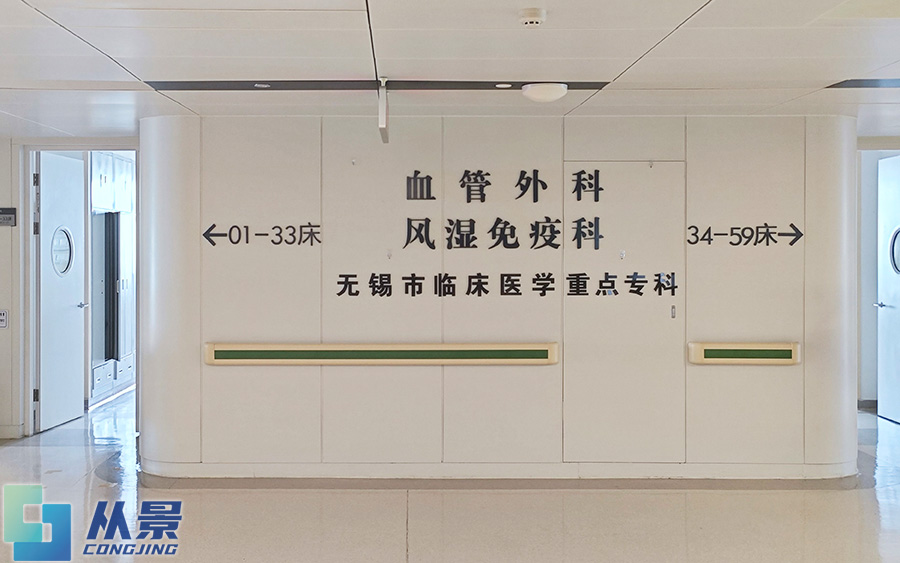 血管外科
风湿免疫科
←01-33床
34-59床→
无锡市临床医学重点专科
从景
CONGJING